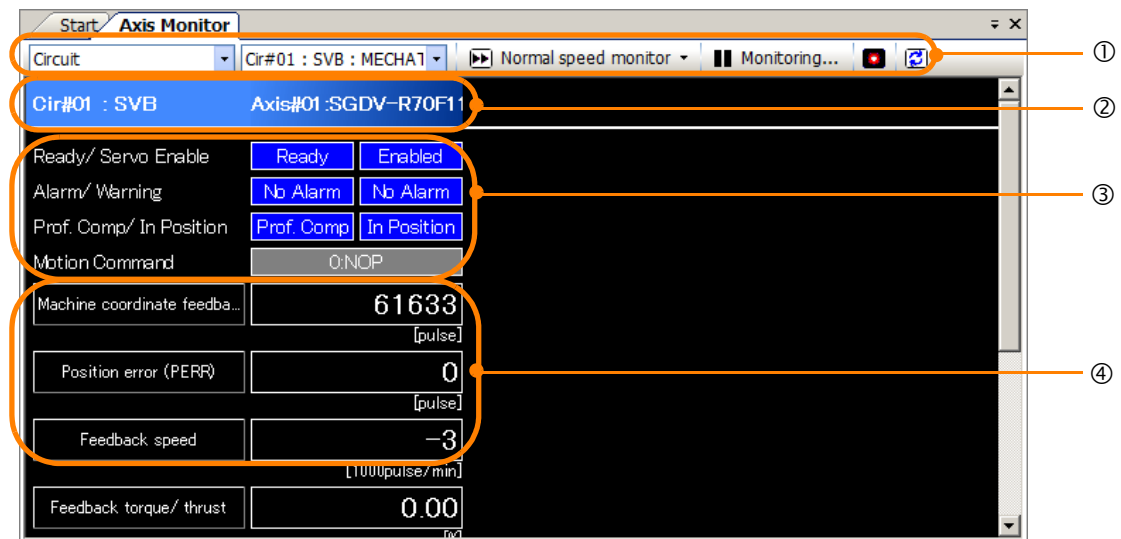 Start Axis Monitor
Circuit Cir#01 : SVB : MECHAT Normal speed monitor Monitoring... ①
Cir#01 : SVB Axis#01 :SGDV-R70F11 ②
Ready/ Servo Enable Ready Enabled
Alarm/ Warning No Alarm No Alarm ③
Prof. Comp/ In Position Prof. Comp In Position
Motion Command 0:NOP
Machine coordinate feedba... 61633
[pulse]
Position error (PERR) 0 ④
[pulse]
Feedback speed -3
[1000pulse/min]
Feedback torque/ thrust 0.00